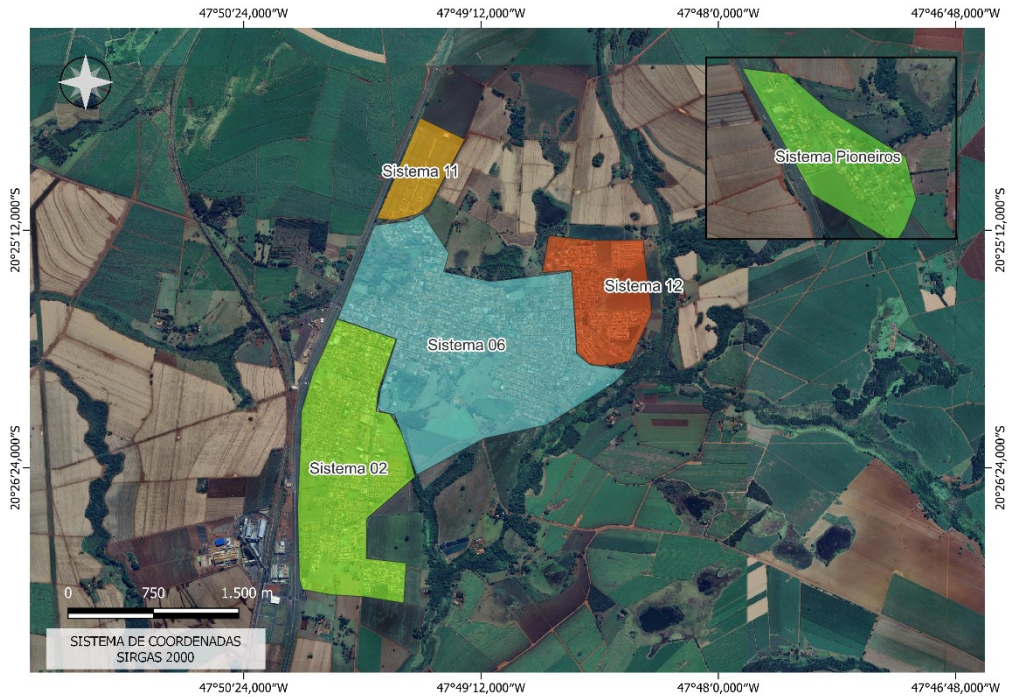 47°50'24,000"W 47°49'12,000"W 47°48'0,000"W 47°46'48,000"W
Sistema Pioneiros
Sistema 11
20°25'12,000"S
20°25'12,000"S
Sistema 12
Sistema 06
Sistema 02
20°26'24,000"S
20°26'24,000"S
0 750 1.500 m
SISTEMA DE COORDENADAS
SIRGAS 2000
47°50'24,000"W 47°49'12,000"W 47°48'0,000"W 47°46'48,000"W